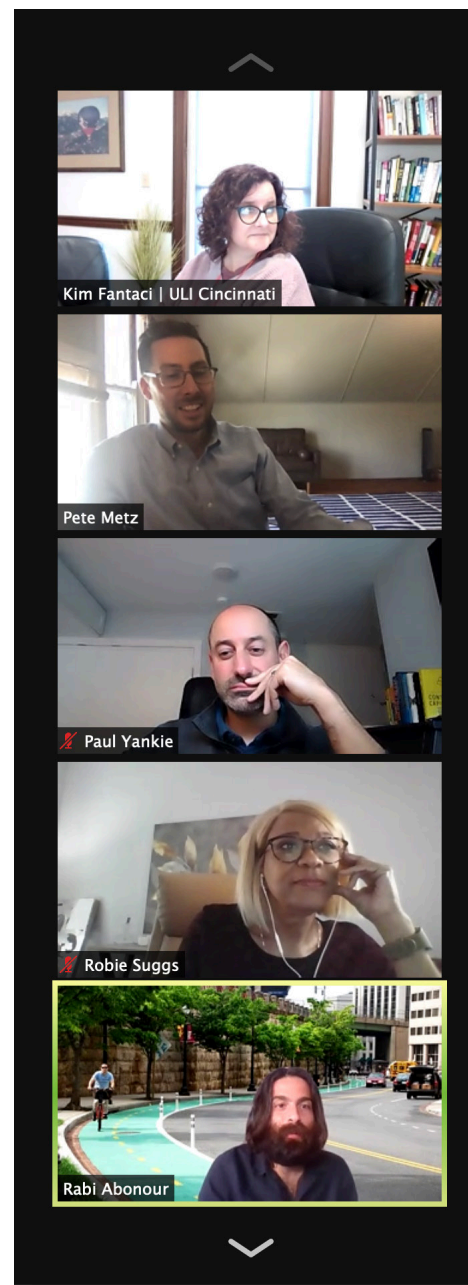 Kim Fantaci | ULI Cincinnati
Pete Metz
Paul Yankie
Robie Suggs
Rabi Abonour